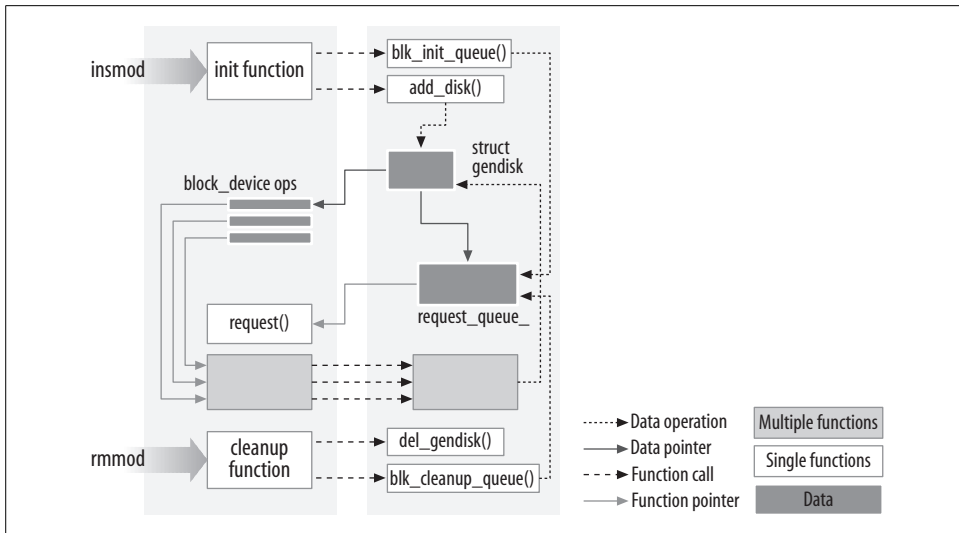 insmod
init function
blk_init_queue()
add_disk()
struct
gendisk
block_device ops
request_queue_
request()
rmmod
cleanup
function
del_gendisk()
blk_cleanup_queue()
Data operation
Data pointer
Function call
Function pointer
Multiple functions
Single functions
Data